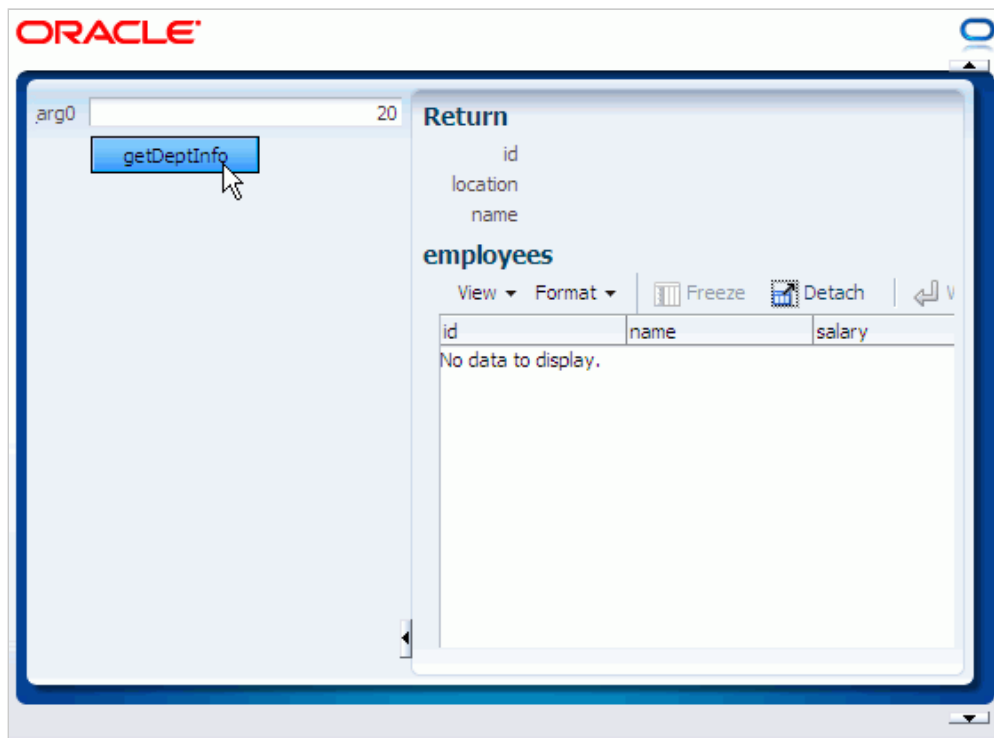 ORACLE
arg0 20
getDeptInfo
Return
id
location
name
employees
View Format Freeze Detach
id name salary
No data to display.